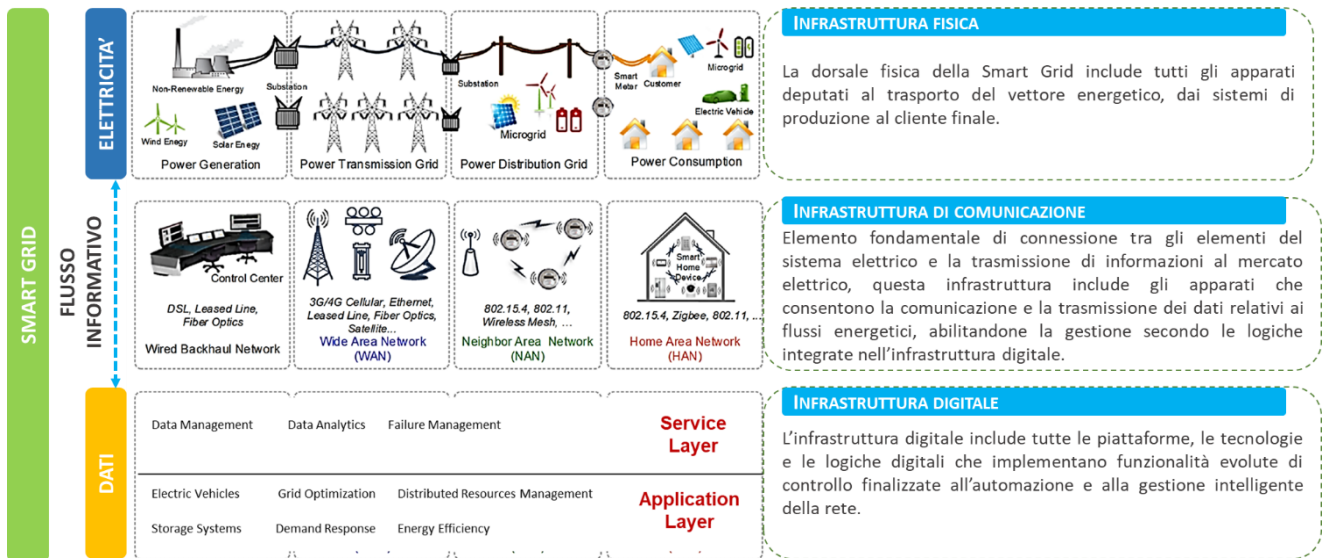 SMART GRID
ELETTRICITA'
FLUSSO
INFORMATIVO
DATI
Non-Renewable Energy
Substation
Wind Enegy
Solar Energy
Power Generation
Power Transmission Grid
Substation
Microgrid
Power Distribution Grid
Smart
Meter
Customer
Microgrid
Electric Vehicle
Power Consumption
Control Center
DSL, Leased Line,
Fiber Optics
Wired Backhaul Network
3G/4G Cellular, Ethernet,
Leased Line, Fiber Optics,
Satellite...
Wide Area Network
(WAN)
802.15.4, 802.11,
Wireless Mesh, ...
Neighbor Area Network
(NAN)
Smart
Home
Device
802.15.4, Zigbee, 802.11, ...
Home Area Network
(HAN)
Data Management
Data Analytics
Failure Management
Service
Layer
Electric Vehicles
Grid Optimization
Distributed Resources Management
Storage Systems
Demand Response
Energy Efficiency
Application
Layer
INFRASTRUTTURA FISICA
La dorsale fisica della Smart Grid include tutti gli apparati
deputati al trasporto del vettore energetico, dai sistemi di
produzione al cliente finale.
INFRASTRUTTURA DI COMUNICAZIONE
Elemento fondamentale di connessione tra gli elementi del
sistema elettrico e la trasmissione di informazioni al mercato
elettrico, questa infrastruttura include gli apparati che
consentono la comunicazione e la trasmissione dei dati relativi ai
flussi energetici, abilitandone la gestione secondo le logiche
integrate nell'infrastruttura digitale.
INFRASTRUTTURA DIGITALE
L'infrastruttura digitale include tutte le piattaforme, le tecnologie
e le logiche digitali che implementano funzionalità evolute di
controllo finalizzate all'automazione e alla gestione intelligente
della rete.